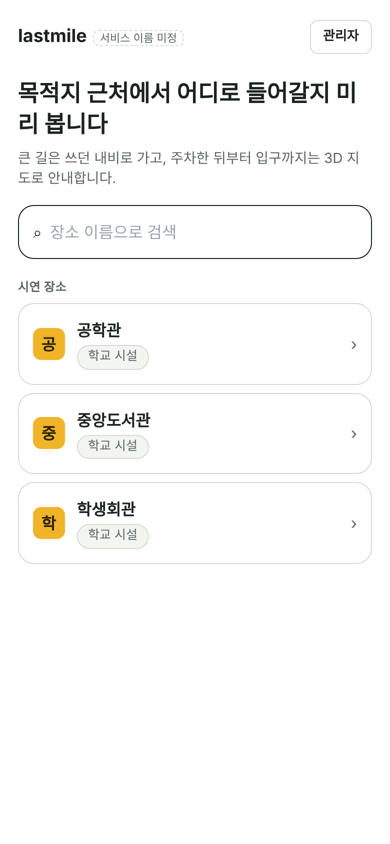 lastmile 서비스 이름 미정 관리자
목적지 근처에서 어디로 들어갈지 미
리 봅니다
큰 길은 쓰던 내비로 가고, 주차한 뒤부터 입구까지는 3D 지
도로 안내합니다.
장소 이름으로 검색
시연 장소
공 공학관
학교 시설
중 중앙도서관
학교 시설
학 학생회관
학교 시설